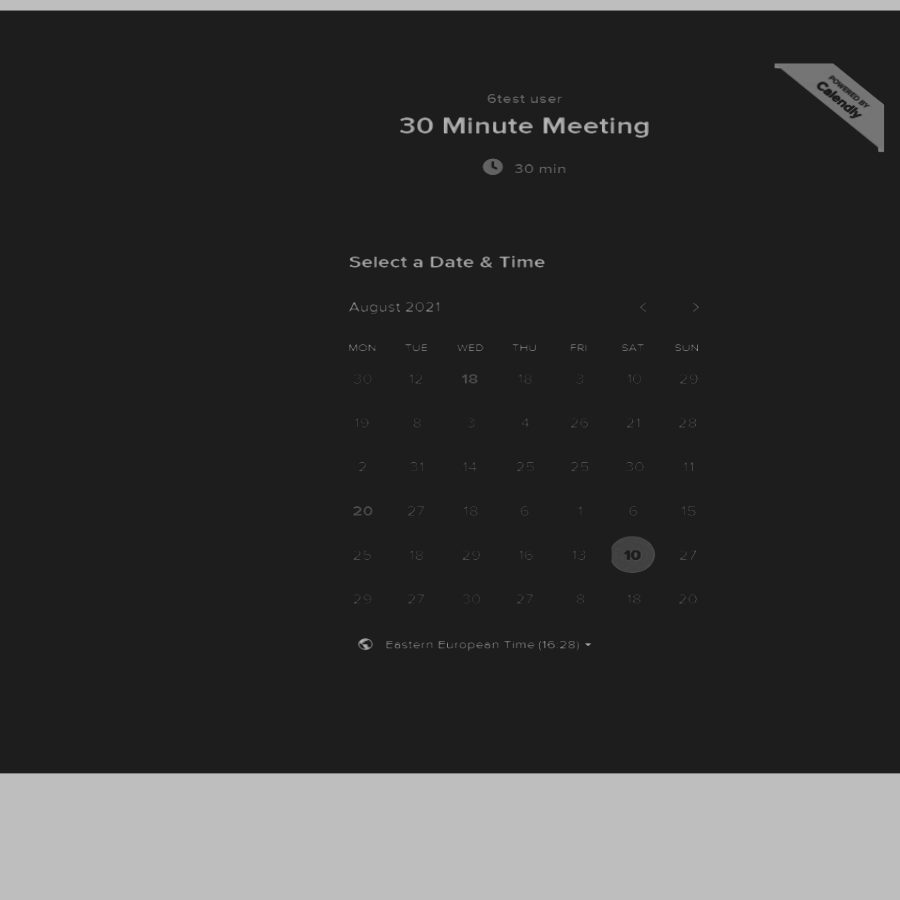 POWERED BY
Calendly
6test user
30 Minute Meeting
30 min
Select a Date & Time
August 2021
MON TUE WED THU FRI SAT SUN
30 12 18 18 3 10 29
19 8 3 4 26 21 28
2 31 14 25 25 30 11
20 27 18 6 1 6 15
25 18 29 16 13 10 27
29 27 30 27 8 18 20
Eastern European Time (16:28)